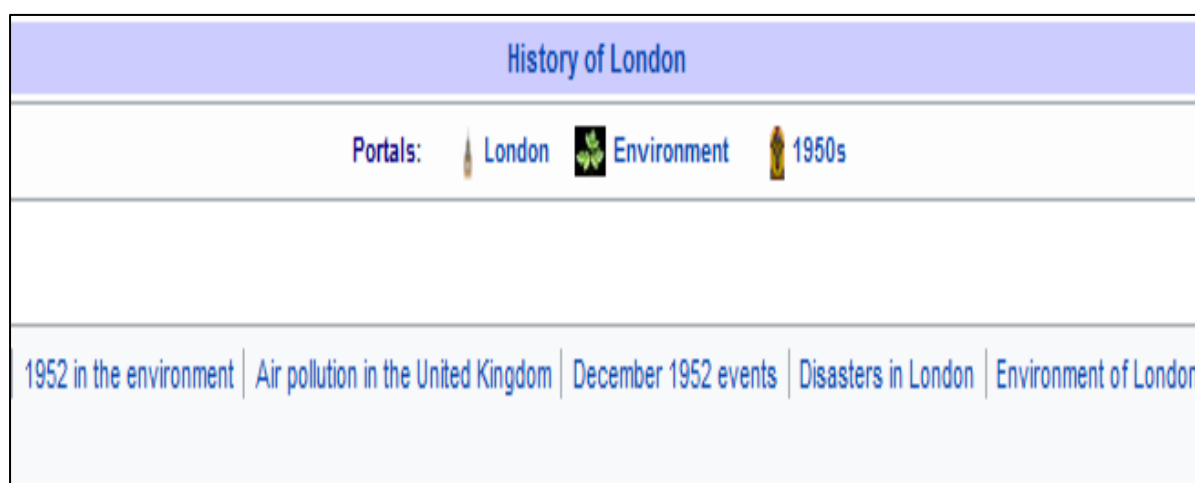 History of London
Portals: London Environment 1950s
1952 in the environment Air pollution in the United Kingdom December 1952 events Disasters in London Environment of London